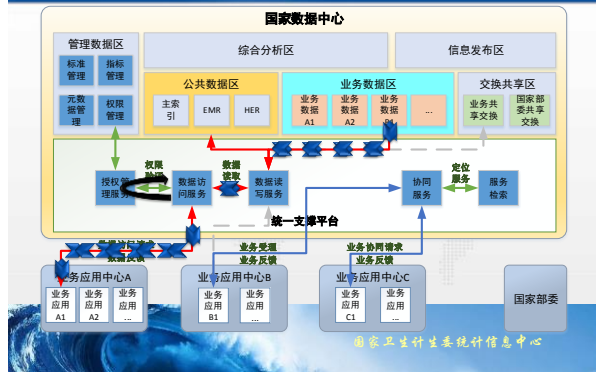 国家数据中心
管理数据区
综合分析区
信息发布区
标准
管理
指标
管理
元数
据管
理
权限
管理
公共数据区
主索
引
EMR
HER
业务数据区
业务
数据
A1
业务
数据
A2
业务
数据
B1
...
交换共享区
业务共
享交换
国家部
委共享
交换
授权管
理服务
权限
数据访
问服务
数据
读取
数据读
写服务
协同
服务
定位
服务
服务
检索
统一支撑平台
数据访问请求
数据反馈
业务受理
业务反馈
业务协同请求
业务反馈
业务应用中心A
业务
应用
A1
业务
应用
A2
业务
应用
...
业务应用中心B
业务
应用
B1
业务
应用
...
业务应用中心C
业务
应用
C1
业务
应用
...
国家部委
国家卫生计生委统计信息中心